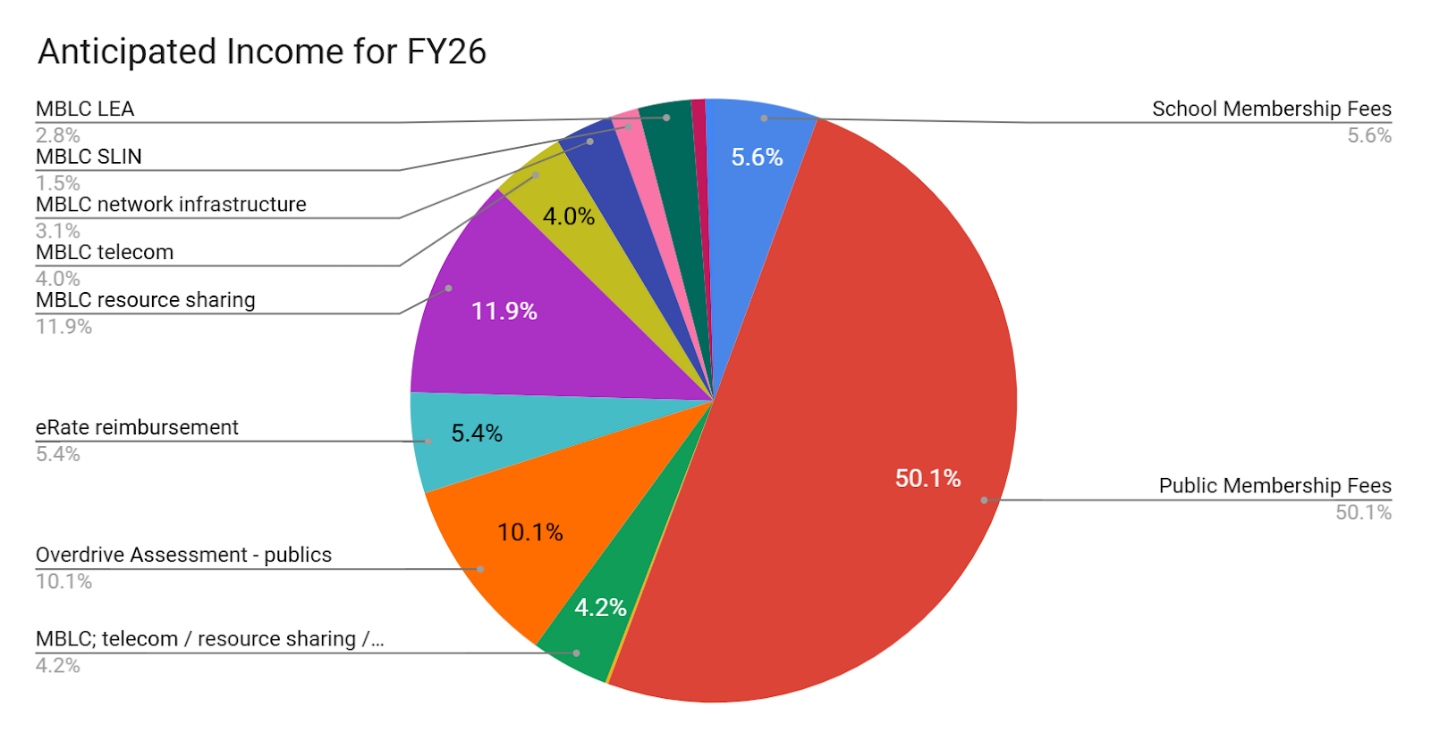 Anticipated Income for FY26
MBLC LEA
2.8%
MBLC SLIN
1.5%
MBLC network infrastructure
3.1%
MBLC telecom
4.0%
MBLC resource sharing
11.9%
eRate reimbursement
5.4%
Overdrive Assessment - publics
10.1%
MBLC; telecom / resource sharing /...
4.2%
School Membership Fees
5.6%
Public Membership Fees
50.1%
5.6%
4.0%
11.9%
5.4%
50.1%
10.1%
4.2%